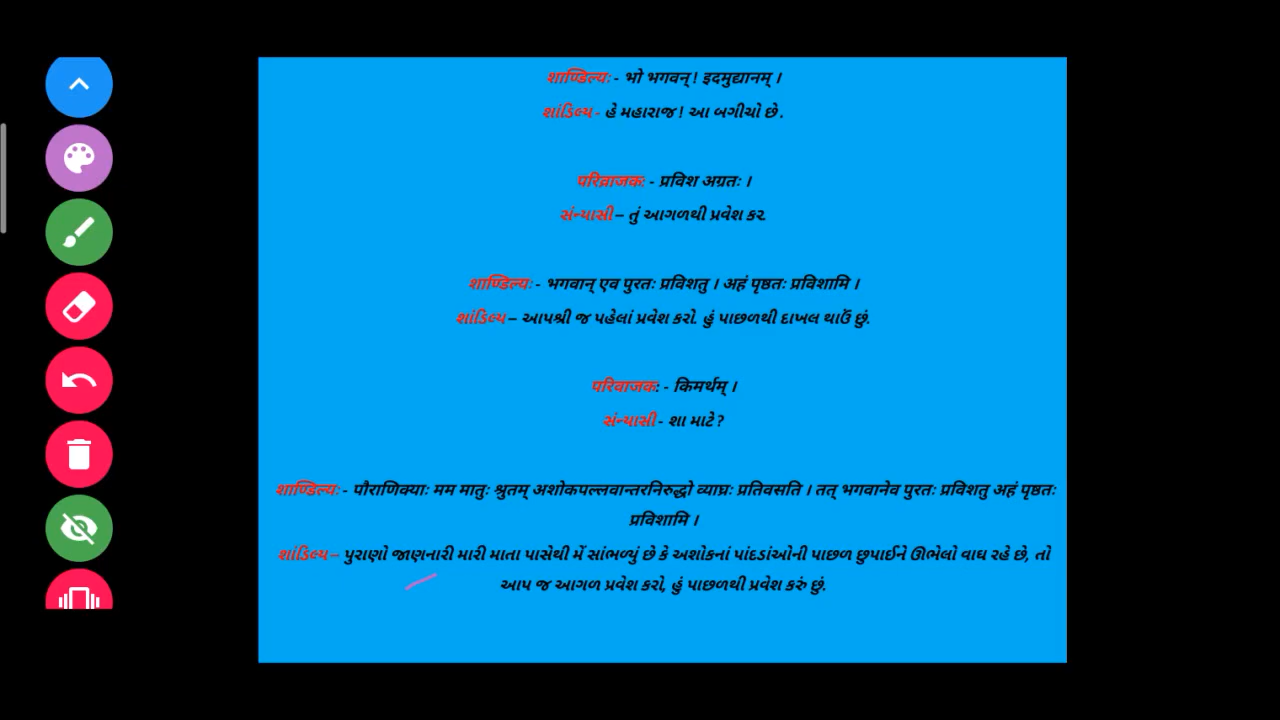 शाण्डिल्यः - भो भगवन् ! इदमुद्यानम् ।
શાંડિલ્ય - હે મહારાજ ! આ બગીચો છે .
परिव्राजकः - प्रविश अग्रतः ।
સંન્યાસી – તું આગળથી પ્રવેશ કર.
शाण्डिल्यः - भगवान् एव पुरतः प्रविशतु । अहं पृष्ठतः प्रविशामि ।
શાંડિલ્ય – આપશ્રી જ પહેલાં પ્રવેશ કરો. હું પાછળથી દાખલ થાઉં છું.
परिवाजकः - किमर्थम् ।
સંન્યાસી - શા માટે ?
शाण्डिल्यः - पौराणिक्याः मम मातुः श्रुतम् अशोकपल्लवान्तरनिरुद्धो व्याघ्रः प्रतिवसति । तत् भगवानेव पुरतः प्रविशतु अहं पृष्ठतः
प्रविशामि ।
શાંડિલ્ય – પુરાણો જાણનારી મારી માતા પાસેથી મેં સાંભળ્યું છે કે અશોકનાં પાંદડાંઓની પાછળ છુપાઈને ઊભેલો વાઘ રહે છે, તો
આપ જ આગળ પ્રવેશ કરો, હું પાછળથી પ્રવેશ કરું છું.